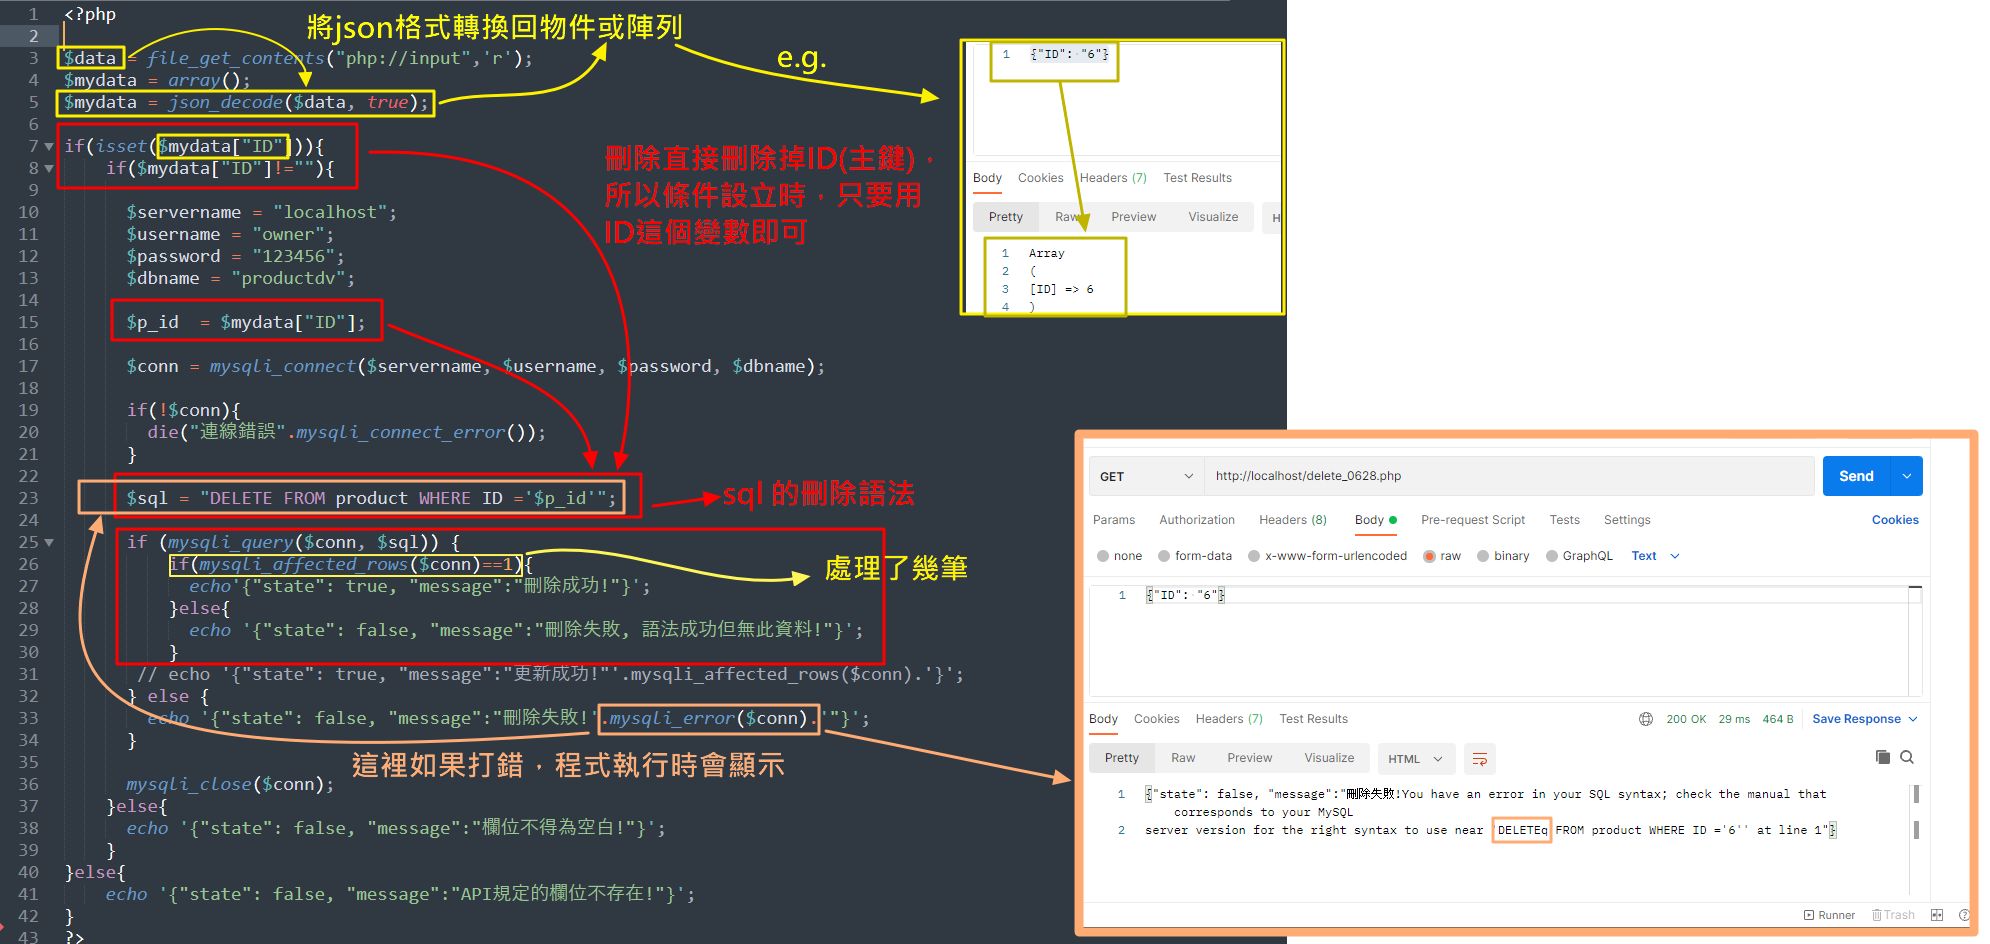 1 <?php
2
3 $data = file_get_contents("php://input",'r');
4 $mydata = array();
5 $mydata = json_decode($data, true);
6
7 if(isset($mydata["ID"])){
8 if($mydata["ID"]!=""){
9
10 $servername = "localhost";
11 $username = "owner";
12 $password = "123456";
13 $dbname = "productdv";
14
15 $p_id = $mydata["ID"];
16
17 $conn = mysqli_connect($servername, $username, $password, $dbname);
18
19 if(!$conn){
20 die("連線錯誤".mysqli_connect_error());
21 }
22
23 $sql = "DELETE FROM product WHERE ID ='$p_id'";
24
25 if (mysqli_query($conn, $sql)) {
26 if(mysqli_affected_rows($conn)==1){
27 echo'{"state": true, "message":"刪除成功!"}';
28 }else{
29 echo '{"state": false, "message":"刪除失敗, 語法成功但無此資料!"}';
30 }
31 // echo '{"state": true, "message":"更新成功!"'.mysqli_affected_rows($conn).'}';
32 } else {
33 echo '{"state": false, "message":"刪除失敗!'.mysqli_error($conn).'"}';
34 }
35
36 mysqli_close($conn);
37 }else{
38 echo '{"state": false, "message":"欄位不得為空白!"}';
39 }
40 }else{
41 echo '{"state": false, "message":"API規定的欄位不存在!"}';
42 }
43 ?>
將json格式轉換回物件或陣列
e.g.
刪除直接刪除掉ID(主鍵)，
所以條件設立時，只要用
ID這個變數即可
sql 的刪除語法
處理了幾筆
這裡如果打錯，程式執行時會顯示
1 {"ID": "6"}
Body Cookies Headers (7) Test Results
Pretty Raw Preview Visualize H
1 Array
2 (
3 [ID] => 6
4 )
GET http://localhost/delete_0628.php Send
Params Authorization Headers (8) Body Pre-request Script Tests Settings Cookies
none form-data x-www-form-urlencoded raw binary GraphQL Text
1 {"ID": "6"}
Body Cookies Headers (7) Test Results 200 OK 29 ms 464 B Save Response
Pretty Raw Preview Visualize HTML
1 {"state": false, "message":"刪除失敗!You have an error in your SQL syntax; check the manual that
corresponds to your MySQL
2 server version for the right syntax to use near 'DELETEq FROM product WHERE ID ='6'' at line 1"}
Runner Trash